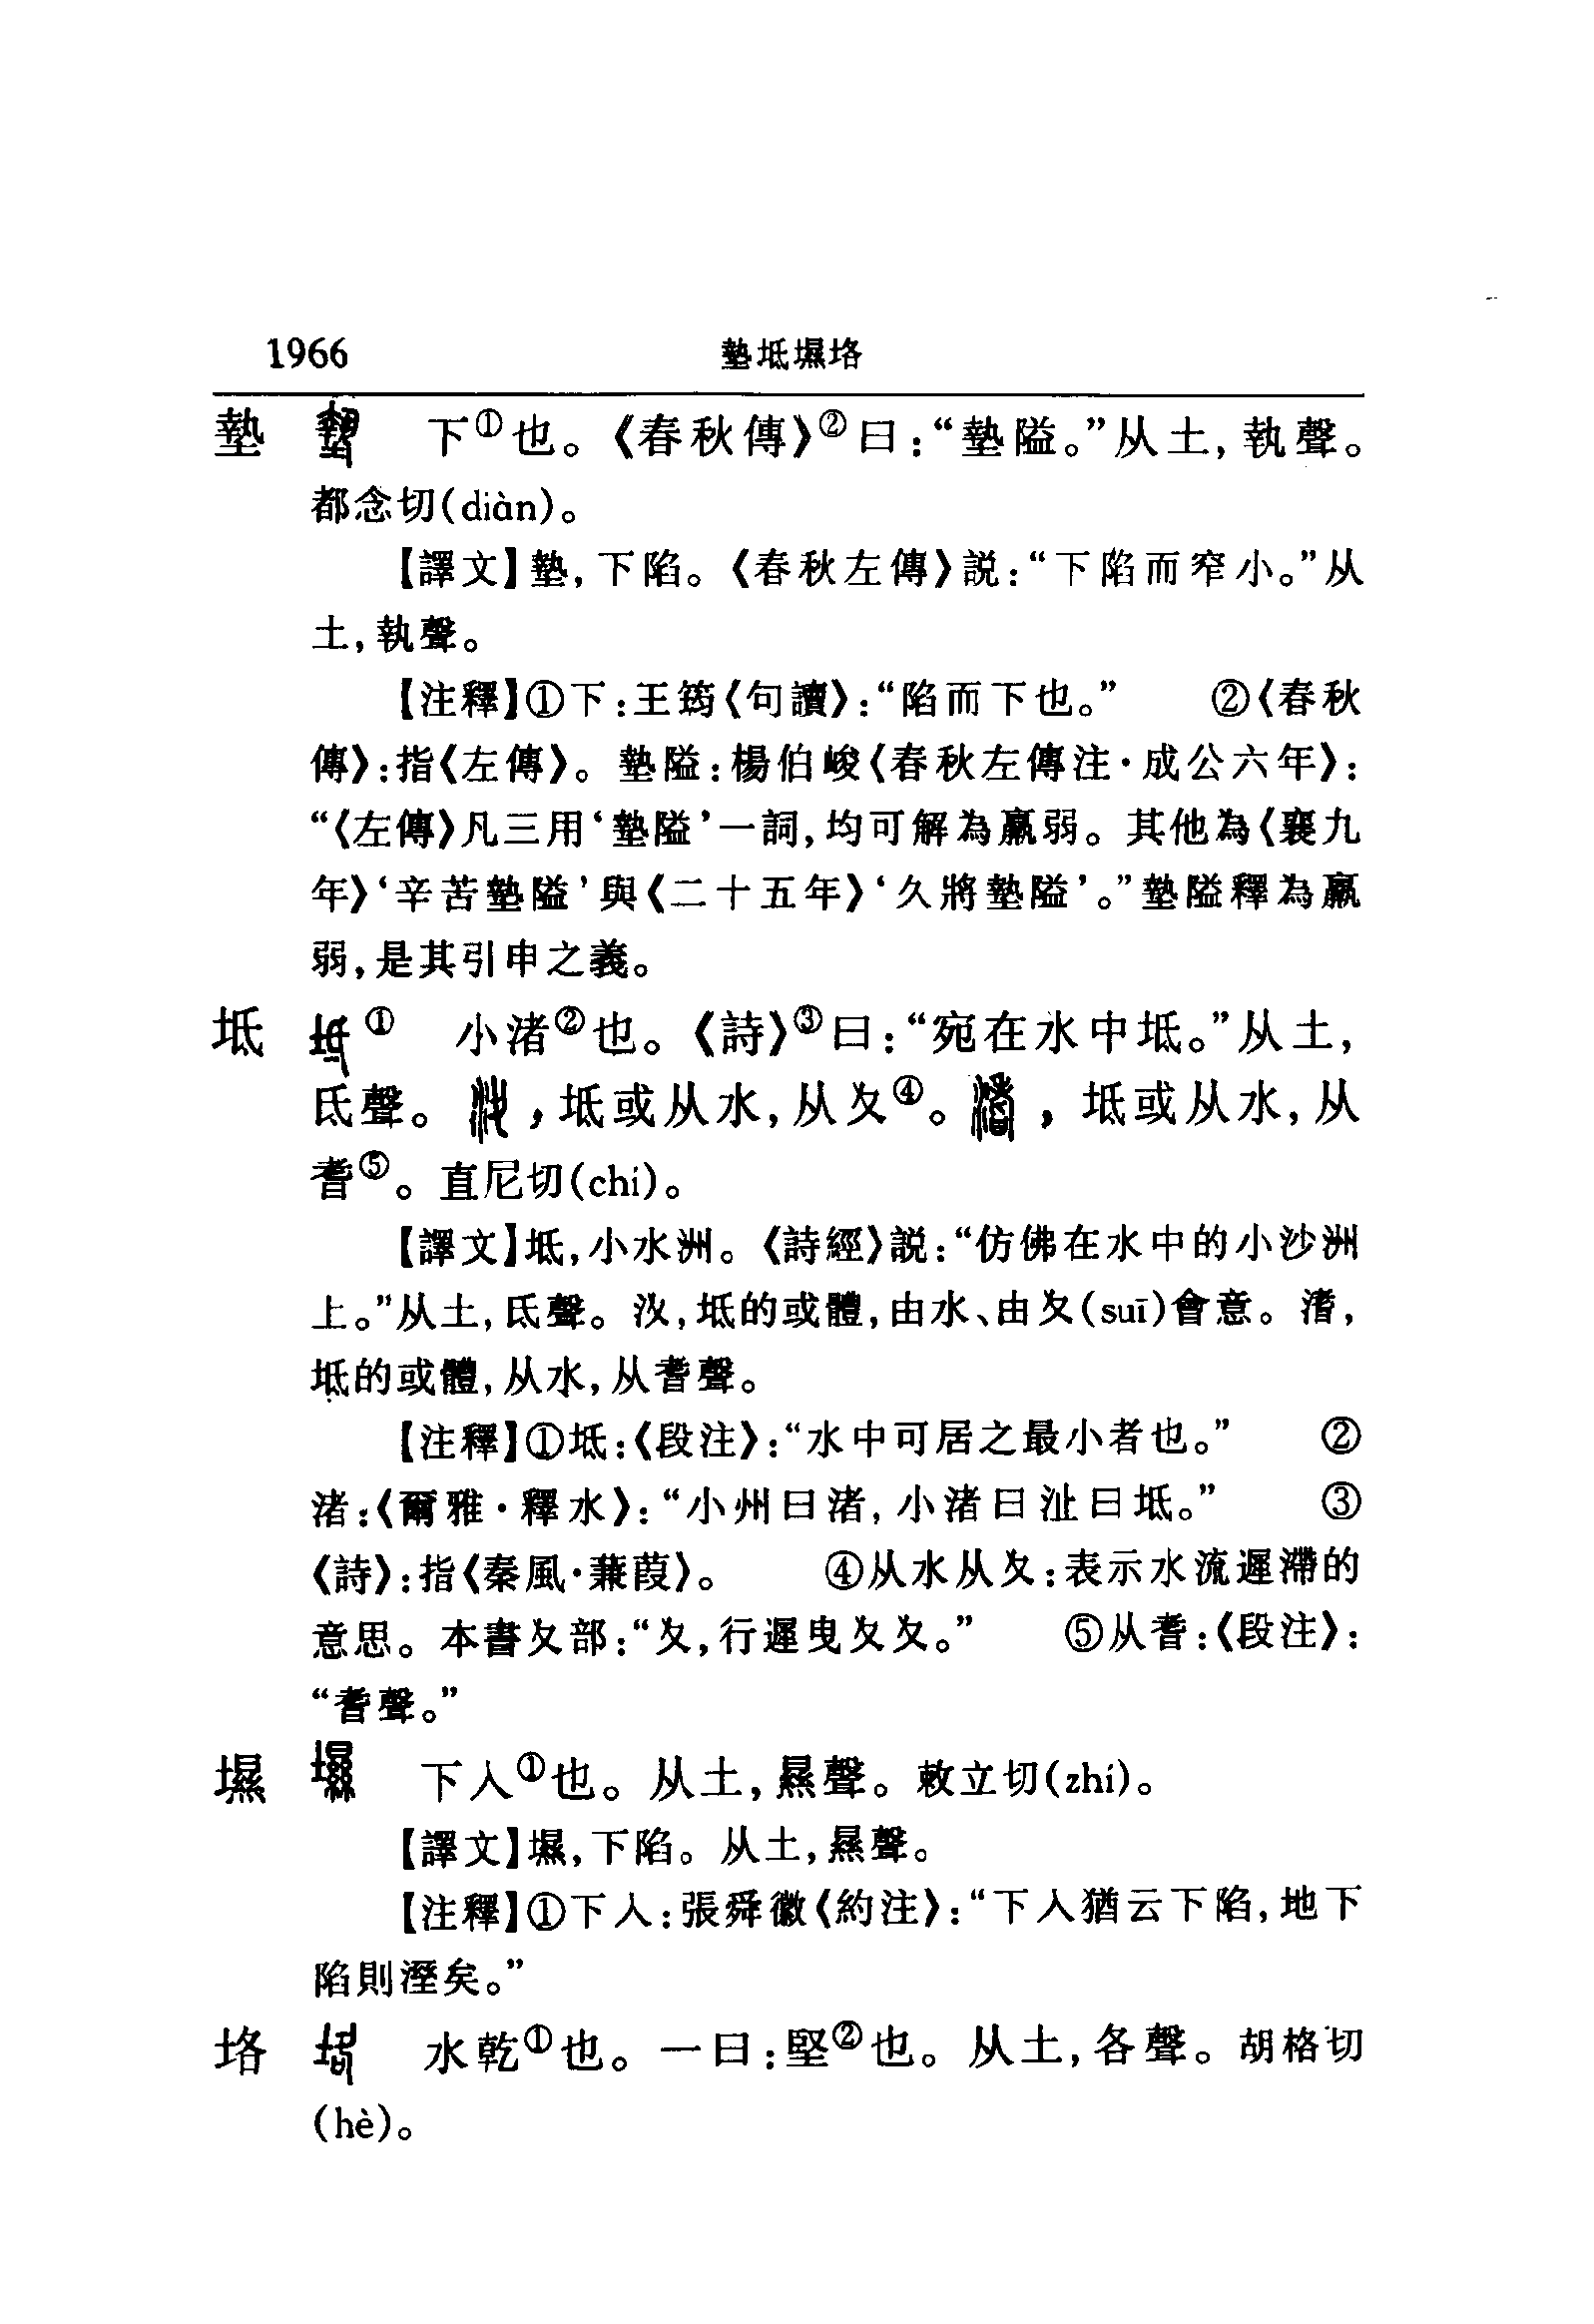 1966 墊坻㙷垎
墊 下①也。《春秋傳》②曰：“墊隘。”从土，執聲。
都念切(diàn)。
【譯文】墊，下陷。《春秋左傳》説：“下陷而窄小。”从
土，執聲。
【注釋】①下：王筠《句讀》：“陷而下也。” ②《春秋
傳》：指《左傳》。墊隘：楊伯峻《春秋左傳注·成公六年》：
“《左傳》凡三用‘墊隘’一詞，均可解為羸弱。其他為《襄九
年》‘辛苦墊隘’與《二十五年》‘久將墊隘’。”墊隘釋為羸
弱，是其引申之義。
坻 ① 小渚②也。《詩》③曰：“宛在水中坻。”从土，
氐聲。，坻或从水，从夊④。，坻或从水，从
耆⑤。直尼切(chí)。
【譯文】坻，小水洲。《詩經》説：“仿佛在水中的小沙洲
上。”从土，氐聲。汷，坻的或體，由水、由夊(suī)會意。渚，
坻的或體，从水，从耆聲。
【注釋】①坻：《段注》：“水中可居之最小者也。” ②
渚：《爾雅·釋水》：“小州曰渚，小渚曰沚曰坻。” ③
《詩》：指《秦風·蒹葭》。 ④从水从夊：表示水流遲滯的
意思。本書夊部：“夊，行遲曳夊夊。” ⑤从耆：《段注》：
“耆聲。”
㙷 下入①也。从土，㬎聲。敕立切(zhí)。
【譯文】㙷，下陷。从土，㬎聲。
【注釋】①下入：張舜徽《約注》：“下入猶云下陷，地下
陷則溼矣。”
垎 水乾①也。一曰：堅②也。从土，各聲。胡格切
(hè)。